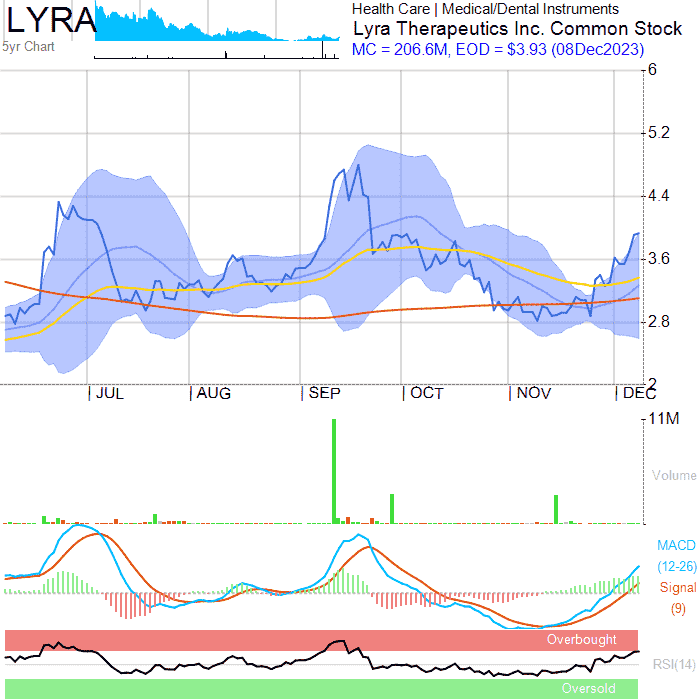 LYRA
5yr Chart
Health Care | Medical/Dental Instruments
Lyra Therapeutics Inc. Common Stock
MC = 206.6M, EOD = $3.93 (08Dec2023)
6
5.2
4.4
3.6
2.8
2
JUL AUG SEP OCT NOV DEC
11M
Volume
MACD
(12-26)
Signal
(9)
Overbought
RSI(14)
Oversold